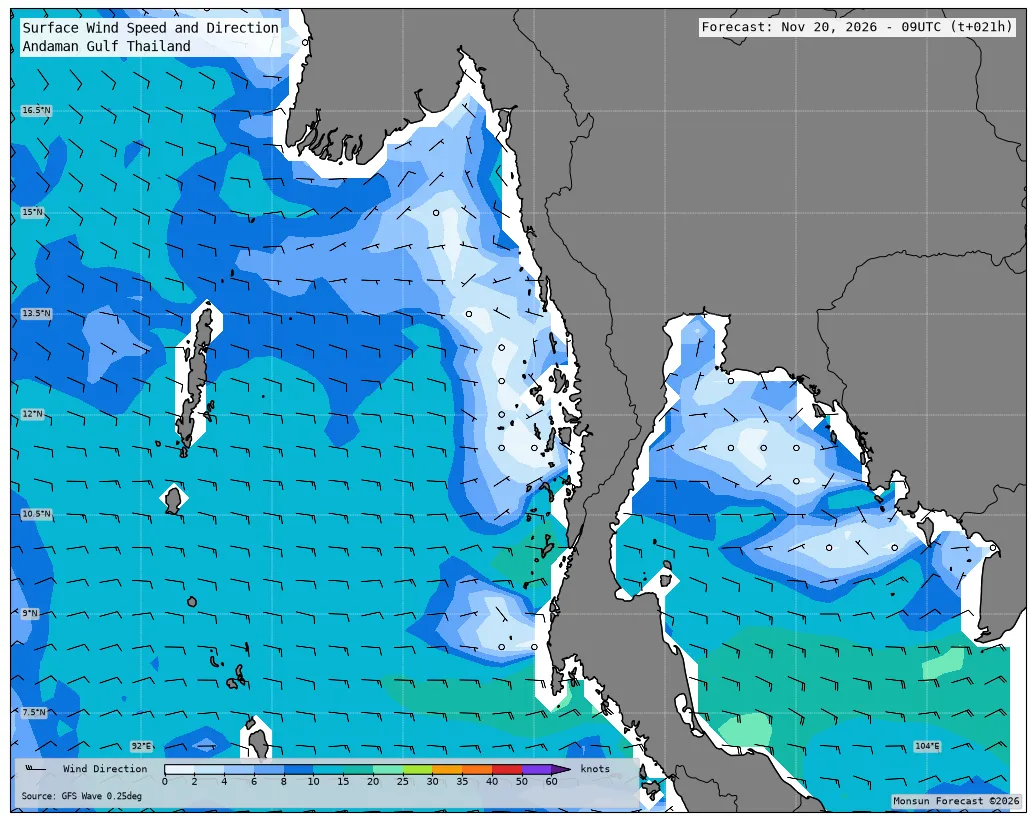 Surface Wind Speed and Direction
Andaman Gulf Thailand
Forecast: Nov 20, 2026 - 09UTC (t+021h)
16.5°N
15°N
13.5°N
12°N
10.5°N
9°N
7.5°N
92°E
104°E
Wind Direction
0 2 4 6 8 10 15 20 25 30 40 50 60 knots
Source: GFS Wave 0.25deg
Monsun Forecast ©2026